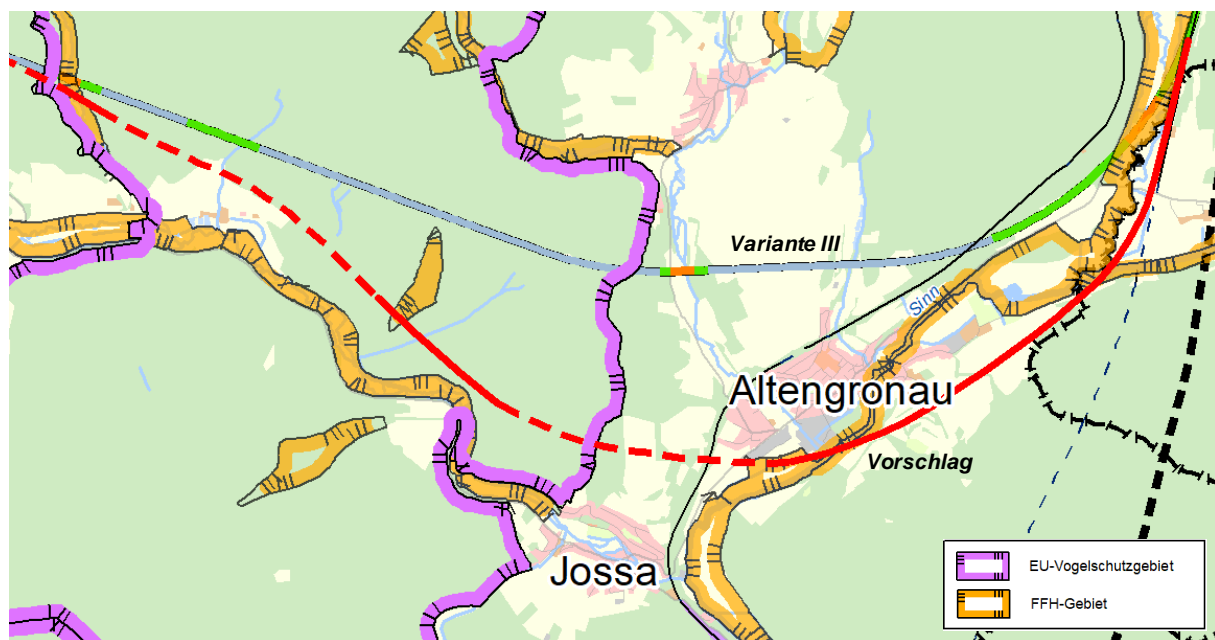 Variante III
Sinn
Altengronau
Vorschlag
Jossa
EU-Vogelschutzgebiet
FFH-Gebiet